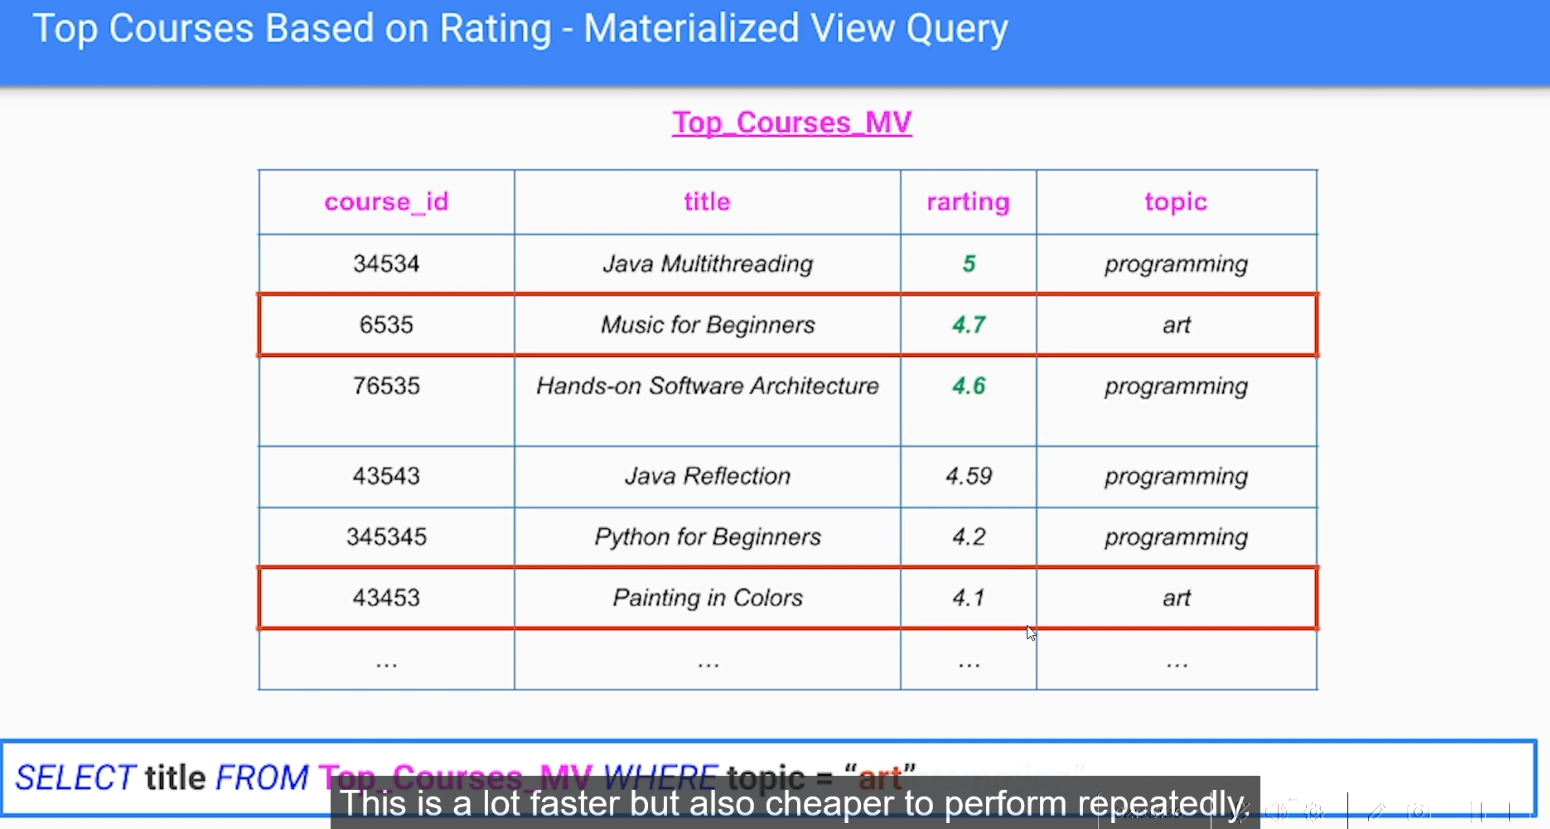 Top Courses Based on Rating - Materialized View Query
Top_Courses_MV
course_id title rarting topic
34534 Java Multithreading 5 programming
6535 Music for Beginners 4.7 art
76535 Hands-on Software Architecture 4.6 programming
43543 Java Reflection 4.59 programming
345345 Python for Beginners 4.2 programming
43453 Painting in Colors 4.1 art
... ... ... ...
SELECT title FROM Top_Courses_MV WHERE topic = “art”
This is a lot faster but also cheaper to perform repeatedly,